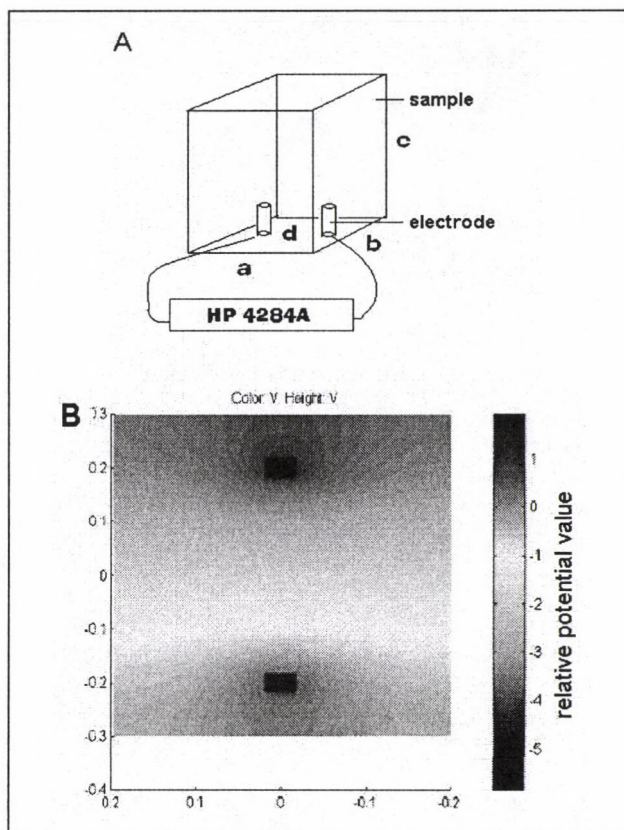 A
sample
c
electrode
d
b
a
HP 4284A
B
Color: V Height: V
0.3
0.2
0.1
0
-0.1
-0.2
-0.3
-0.4
0.2 0.1 0 -0.1 -0.2
1
0
-1
-2
-3
-4
-5
relative potential value